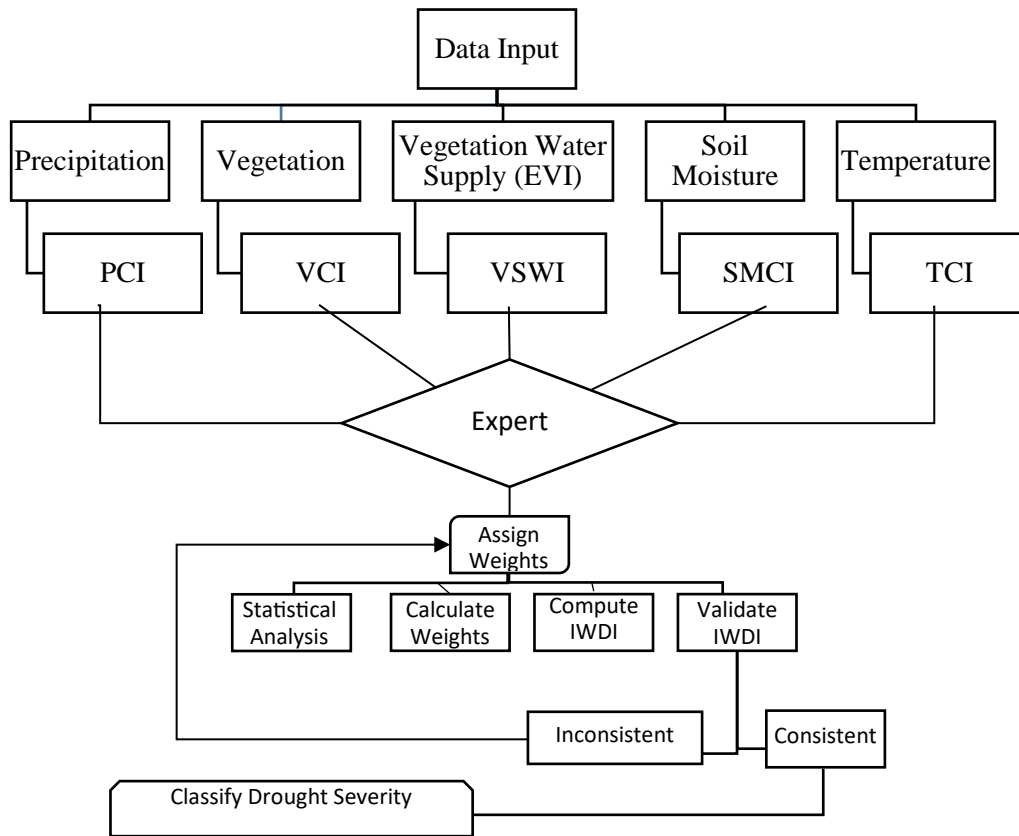 Data Input
Precipitation
Vegetation
Vegetation Water
Supply (EVI)
Soil
Moisture
Temperature
PCI
VCI
VSWI
SMCI
TCI
Expert
Assign
Weights
Statistical
Analysis
Calculate
Weights
Compute
IWDI
Validate
IWDI
Inconsistent
Consistent
Classify Drought Severity